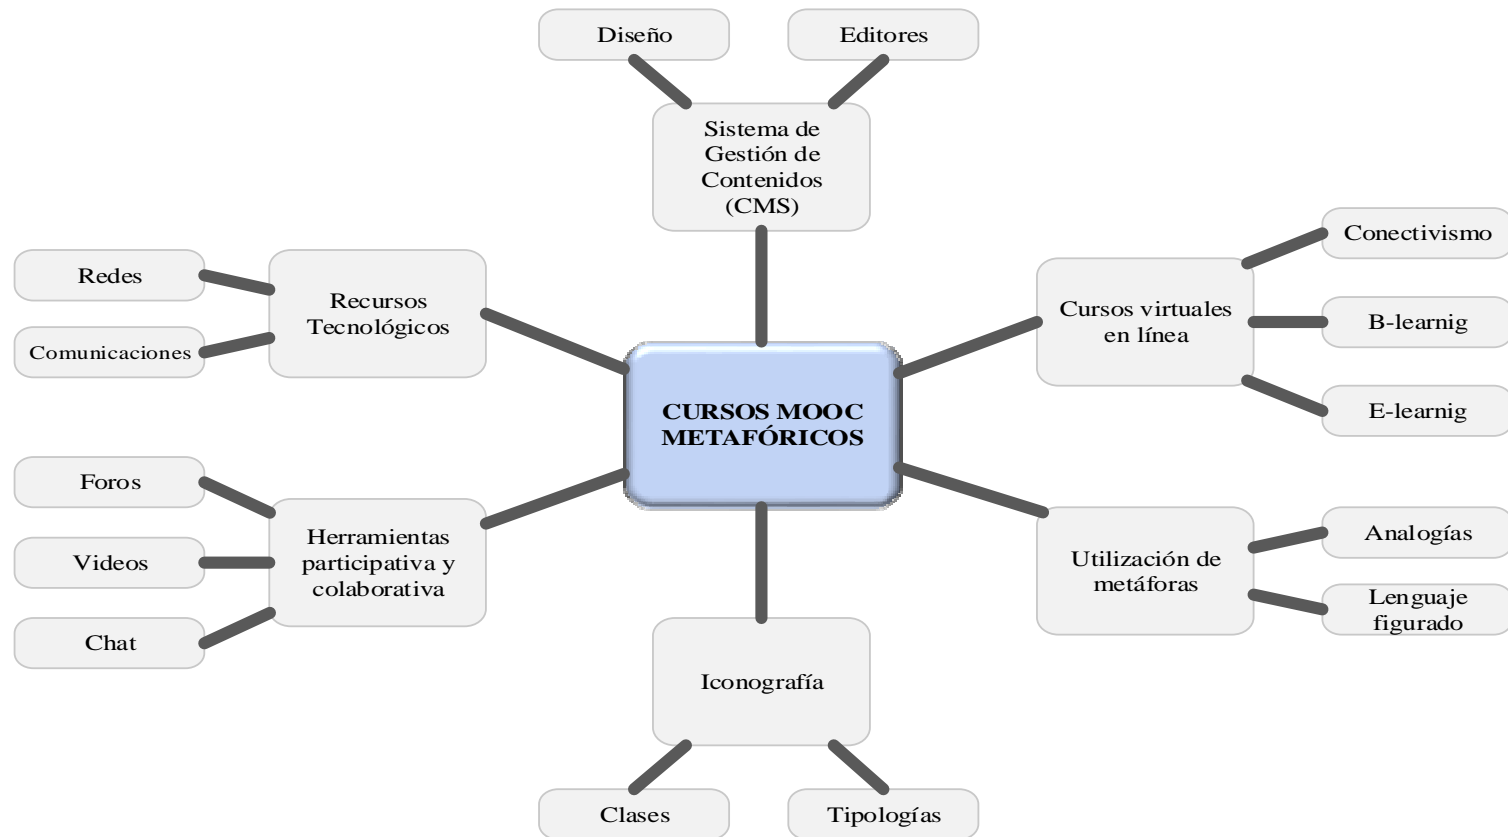 Diseño
Editores
Sistema de
Gestión de
Contenidos
(CMS)
Redes
Comunicaciones
Recursos
Tecnológicos
Cursos virtuales
en línea
Conectivismo
B-learnig
E-learnig
CURSOS MOOC
METAFÓRICOS
Foros
Videos
Chat
Herramientas
participativa y
colaborativa
Utilización de
metáforas
Analogías
Lenguaje
figurado
Iconografía
Clases
Tipologías